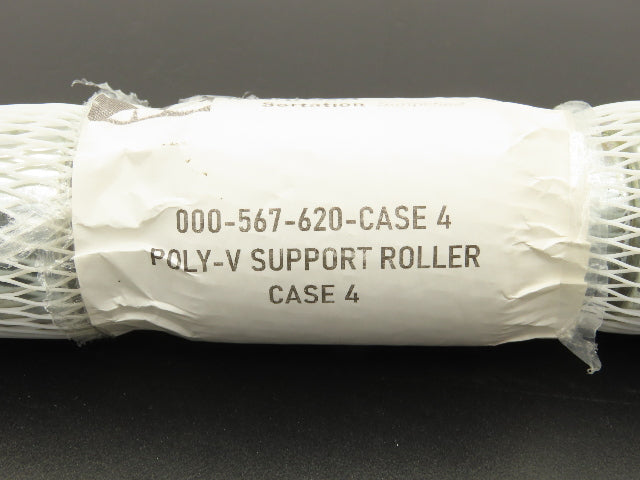 Sortation
000-567-620-CASE 4
POLY-V SUPPORT ROLLER
CASE 4